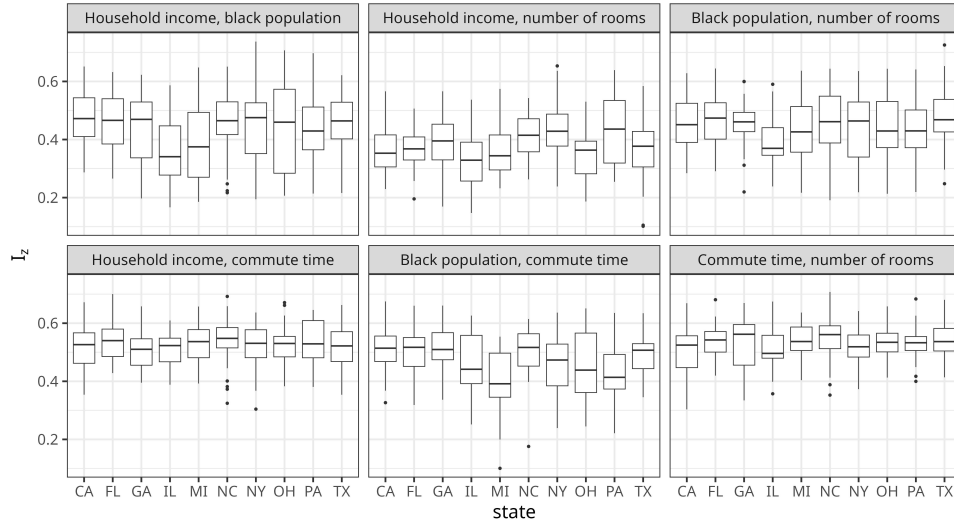 Household income, black population
Household income, number of rooms
Black population, number of rooms
0.6
0.4
0.2
Household income, commute time
Black population, commute time
Commute time, number of rooms
0.6
0.4
0.2
I_z
CA FL GA IL MI NC NY OH PA TX
CA FL GA IL MI NC NY OH PA TX
CA FL GA IL MI NC NY OH PA TX
state